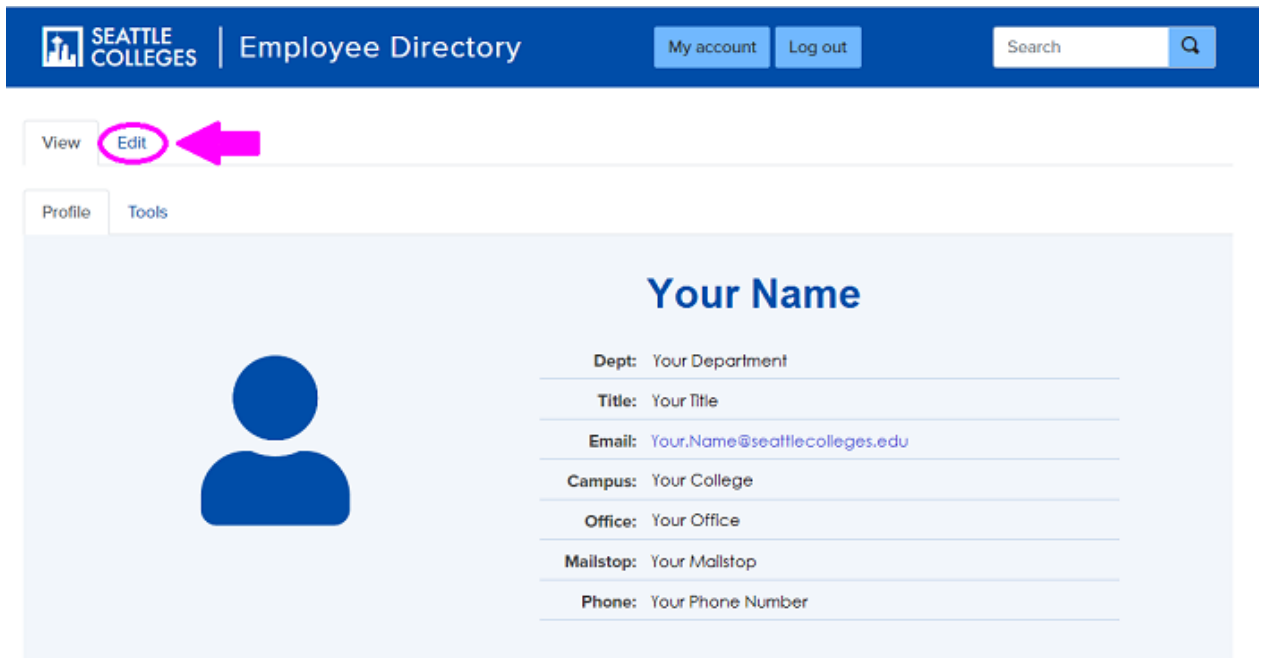 SEATTLE
COLLEGES
Employee Directory
My account
Log out
Search
View
Edit
Profile
Tools
Your Name
Dept: Your Department
Title: Your Title
Email: Your.Name@seattlecolleges.edu
Campus: Your College
Office: Your Office
Mailstop: Your Mailstop
Phone: Your Phone Number